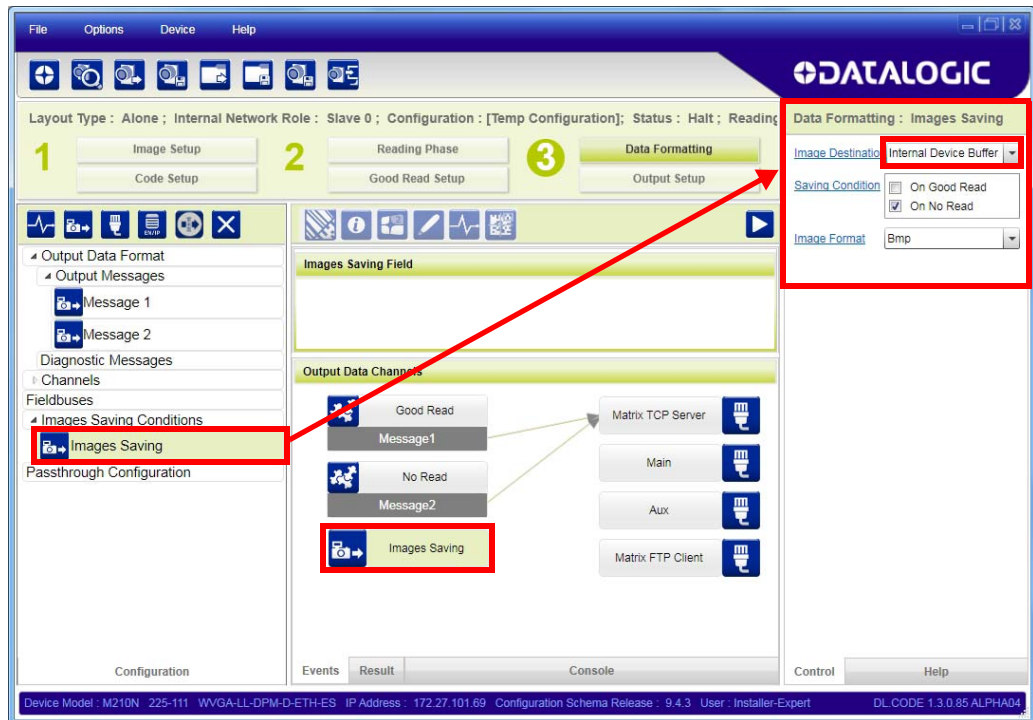 File Options Device Help
DATALOGIC
Layout Type : Alone ; Internal Network Role : Slave 0 ; Configuration : [Temp Configuration]; Status : Halt ; Reading
1 Image Setup
Code Setup
2 Reading Phase
Good Read Setup
3 Data Formatting
Output Setup
Data Formatting : Images Saving
Image Destinatio Internal Device Buffer
Saving Condition On Good Read
On No Read
Image Format Bmp
EN/IP
Output Data Format
Output Messages
Message 1
Message 2
Diagnostic Messages
Channels
Fieldbuses
Images Saving Conditions
Images Saving
Passthrough Configuration
Configuration
Images Saving Field
Output Data Channels
Good Read
Message1
No Read
Message2
Images Saving
Matrix TCP Server
Main
Aux
Matrix FTP Client
Events Result Console
Control Help
Device Model : M210N 225-111 WVGA-LL-DPM-D-ETH-ES IP Address : 172.27.101.69 Configuration Schema Release : 9.4.3 User : Installer-Expert DL.CODE 1.3.0.85 ALPHA04